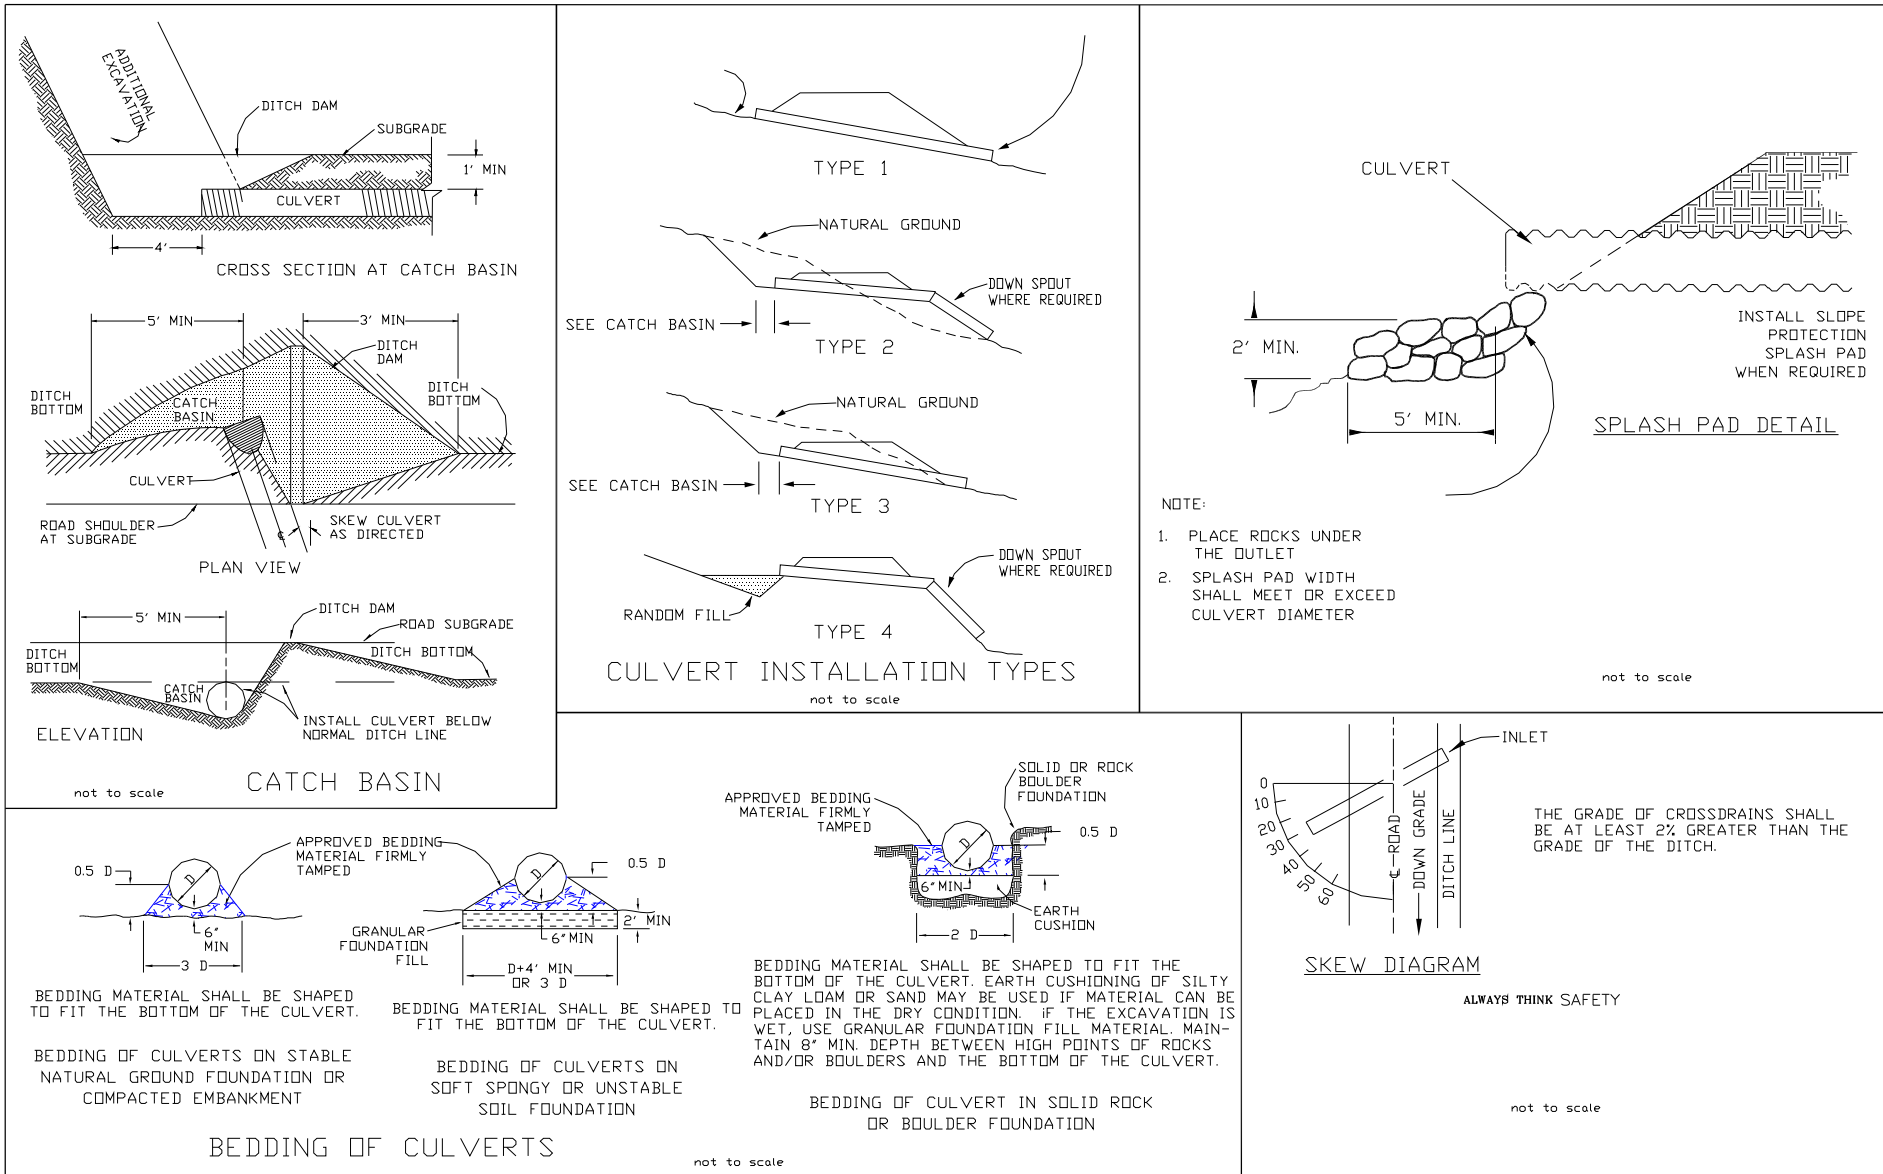 ADDITIONAL
EXCAVATION
DITCH DAM
SUBGRADE
1' MIN
CULVERT
4'
CROSS SECTION AT CATCH BASIN
5' MIN
3' MIN
DITCH
DAM
DITCH
BOTTOM
CATCH
BASIN
DITCH
BOTTOM
CULVERT
ROAD SHOULDER
AT SUBGRADE
℄
SKEW CULVERT
AS DIRECTED
PLAN VIEW
5' MIN
DITCH DAM
ROAD SUBGRADE
DITCH
BOTTOM
DITCH BOTTOM
CATCH
BASIN
INSTALL CULVERT BELOW
NORMAL DITCH LINE
ELEVATION
CATCH BASIN
not to scale
TYPE 1
NATURAL GROUND
DOWN SPOUT
WHERE REQUIRED
SEE CATCH BASIN
TYPE 2
NATURAL GROUND
SEE CATCH BASIN
TYPE 3
DOWN SPOUT
WHERE REQUIRED
RANDOM FILL
TYPE 4
CULVERT INSTALLATION TYPES
not to scale
CULVERT
2' MIN.
5' MIN.
INSTALL SLOPE
PROTECTION
SPLASH PAD
WHEN REQUIRED
SPLASH PAD DETAIL
NOTE:
1. PLACE ROCKS UNDER
THE OUTLET
2. SPLASH PAD WIDTH
SHALL MEET OR EXCEED
CULVERT DIAMETER
not to scale
0.5 D
D
6" MIN
3 D
APPROVED BEDDING
MATERIAL FIRMLY
TAMPED
BEDDING MATERIAL SHALL BE SHAPED
TO FIT THE BOTTOM OF THE CULVERT.
BEDDING OF CULVERTS ON STABLE
NATURAL GROUND FOUNDATION OR
COMPACTED EMBANKMENT
D
0.5 D
2' MIN
6" MIN
GRANULAR
FOUNDATION
FILL
D+4' MIN
OR 3 D
BEDDING MATERIAL SHALL BE SHAPED TO
FIT THE BOTTOM OF THE CULVERT.
BEDDING OF CULVERTS ON
SOFT SPONGY OR UNSTABLE
SOIL FOUNDATION
SOLID OR ROCK
BOULDER
FOUNDATION
APPROVED BEDDING
MATERIAL FIRMLY
TAMPED
D
0.5 D
6" MIN
EARTH
CUSHION
2 D
BEDDING MATERIAL SHALL BE SHAPED TO FIT THE
BOTTOM OF THE CULVERT. EARTH CUSHIONING OF SILTY
CLAY LOAM OR SAND MAY BE USED IF MATERIAL CAN BE
PLACED IN THE DRY CONDITION. iF THE EXCAVATION IS
WET, USE GRANULAR FOUNDATION FILL MATERIAL. MAIN-
TAIN 8" MIN. DEPTH BETWEEN HIGH POINTS OF ROCKS
AND/OR BOULDERS AND THE BOTTOM OF THE CULVERT.
BEDDING OF CULVERT IN SOLID ROCK
OR BOULDER FOUNDATION
BEDDING OF CULVERTS
not to scale
INLET
0
10
20
30
40
50
60
℄ ROAD
DOWN GRADE
DITCH LINE
THE GRADE OF CROSSDRAINS SHALL
BE AT LEAST 2% GREATER THAN THE
GRADE OF THE DITCH.
SKEW DIAGRAM
ALWAYS THINK SAFETY
not to scale